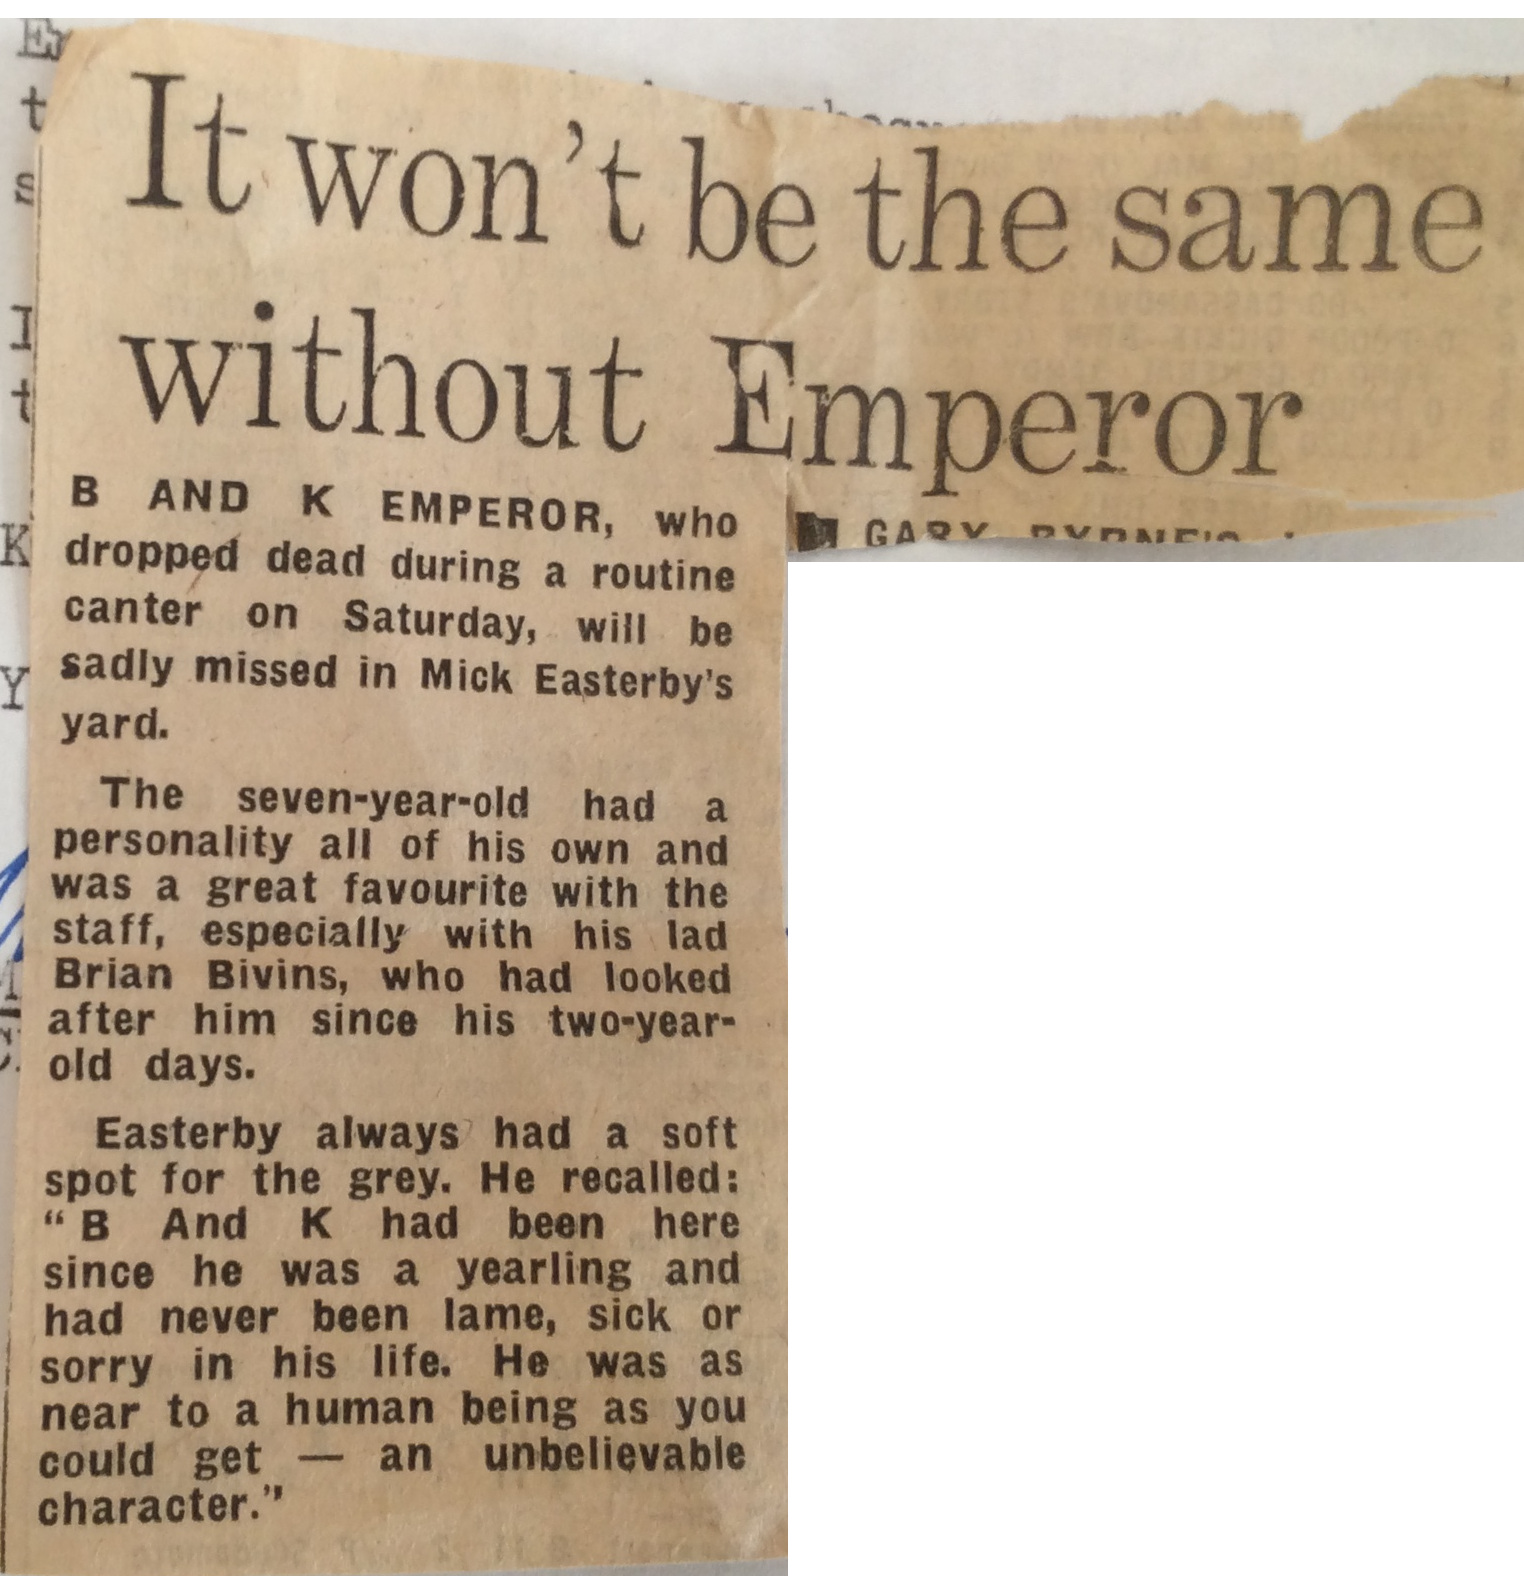 It won't be the same
without Emperor
B AND K EMPEROR, who
dropped dead during a routine
canter on Saturday, will be
sadly missed in Mick Easterby's
yard.
The seven-year-old had a
personality all of his own and
was a great favourite with the
staff, especially with his lad
Brian Bivins, who had looked
after him since his two-year-
old days.
Easterby always had a soft
spot for the grey. He recalled:
"B And K had been here
since he was a yearling and
had never been lame, sick or
sorry in his life. He was as
near to a human being as you
could get — an unbelievable
character."
GARY BYRNE'S